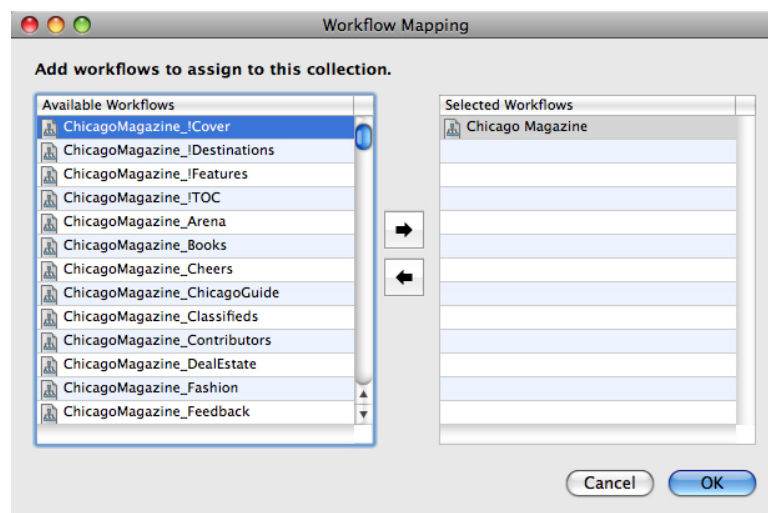 Workflow Mapping
Add workflows to assign to this collection.
Available Workflows
ChicagoMagazine_!Cover
ChicagoMagazine_!Destinations
ChicagoMagazine_!Features
ChicagoMagazine_!TOC
ChicagoMagazine_Arena
ChicagoMagazine_Books
ChicagoMagazine_Cheers
ChicagoMagazine_ChicagoGuide
ChicagoMagazine_Classifieds
ChicagoMagazine_Contributors
ChicagoMagazine_DealEstate
ChicagoMagazine_Fashion
ChicagoMagazine_Feedback
Selected Workflows
Chicago Magazine
Cancel
OK